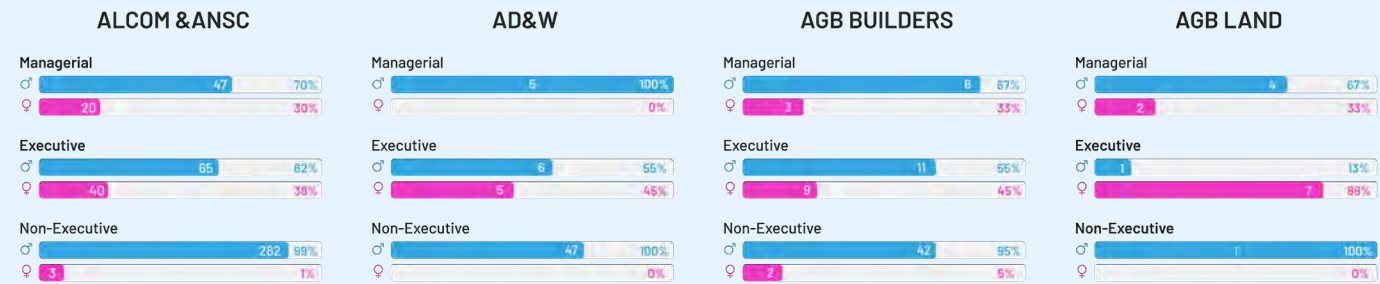 ALCOM &ANSC
Managerial
♂ 47 70%
♀ 20 30%
Executive
♂ 65 62%
♀ 40 38%
Non-Executive
♂ 282 99%
♀ 3 1%
AD&W
Managerial
♂ 5 100%
♀ 0%
Executive
♂ 6 55%
♀ 5 45%
Non-Executive
♂ 47 100%
♀ 0%
AGB BUILDERS
Managerial
♂ 6 67%
♀ 3 33%
Executive
♂ 11 55%
♀ 9 45%
Non-Executive
♂ 42 95%
♀ 2 5%
AGB LAND
Managerial
♂ 4 67%
♀ 2 33%
Executive
♂ 1 13%
♀ 7 88%
Non-Executive
♂ 1 100%
♀ 0%